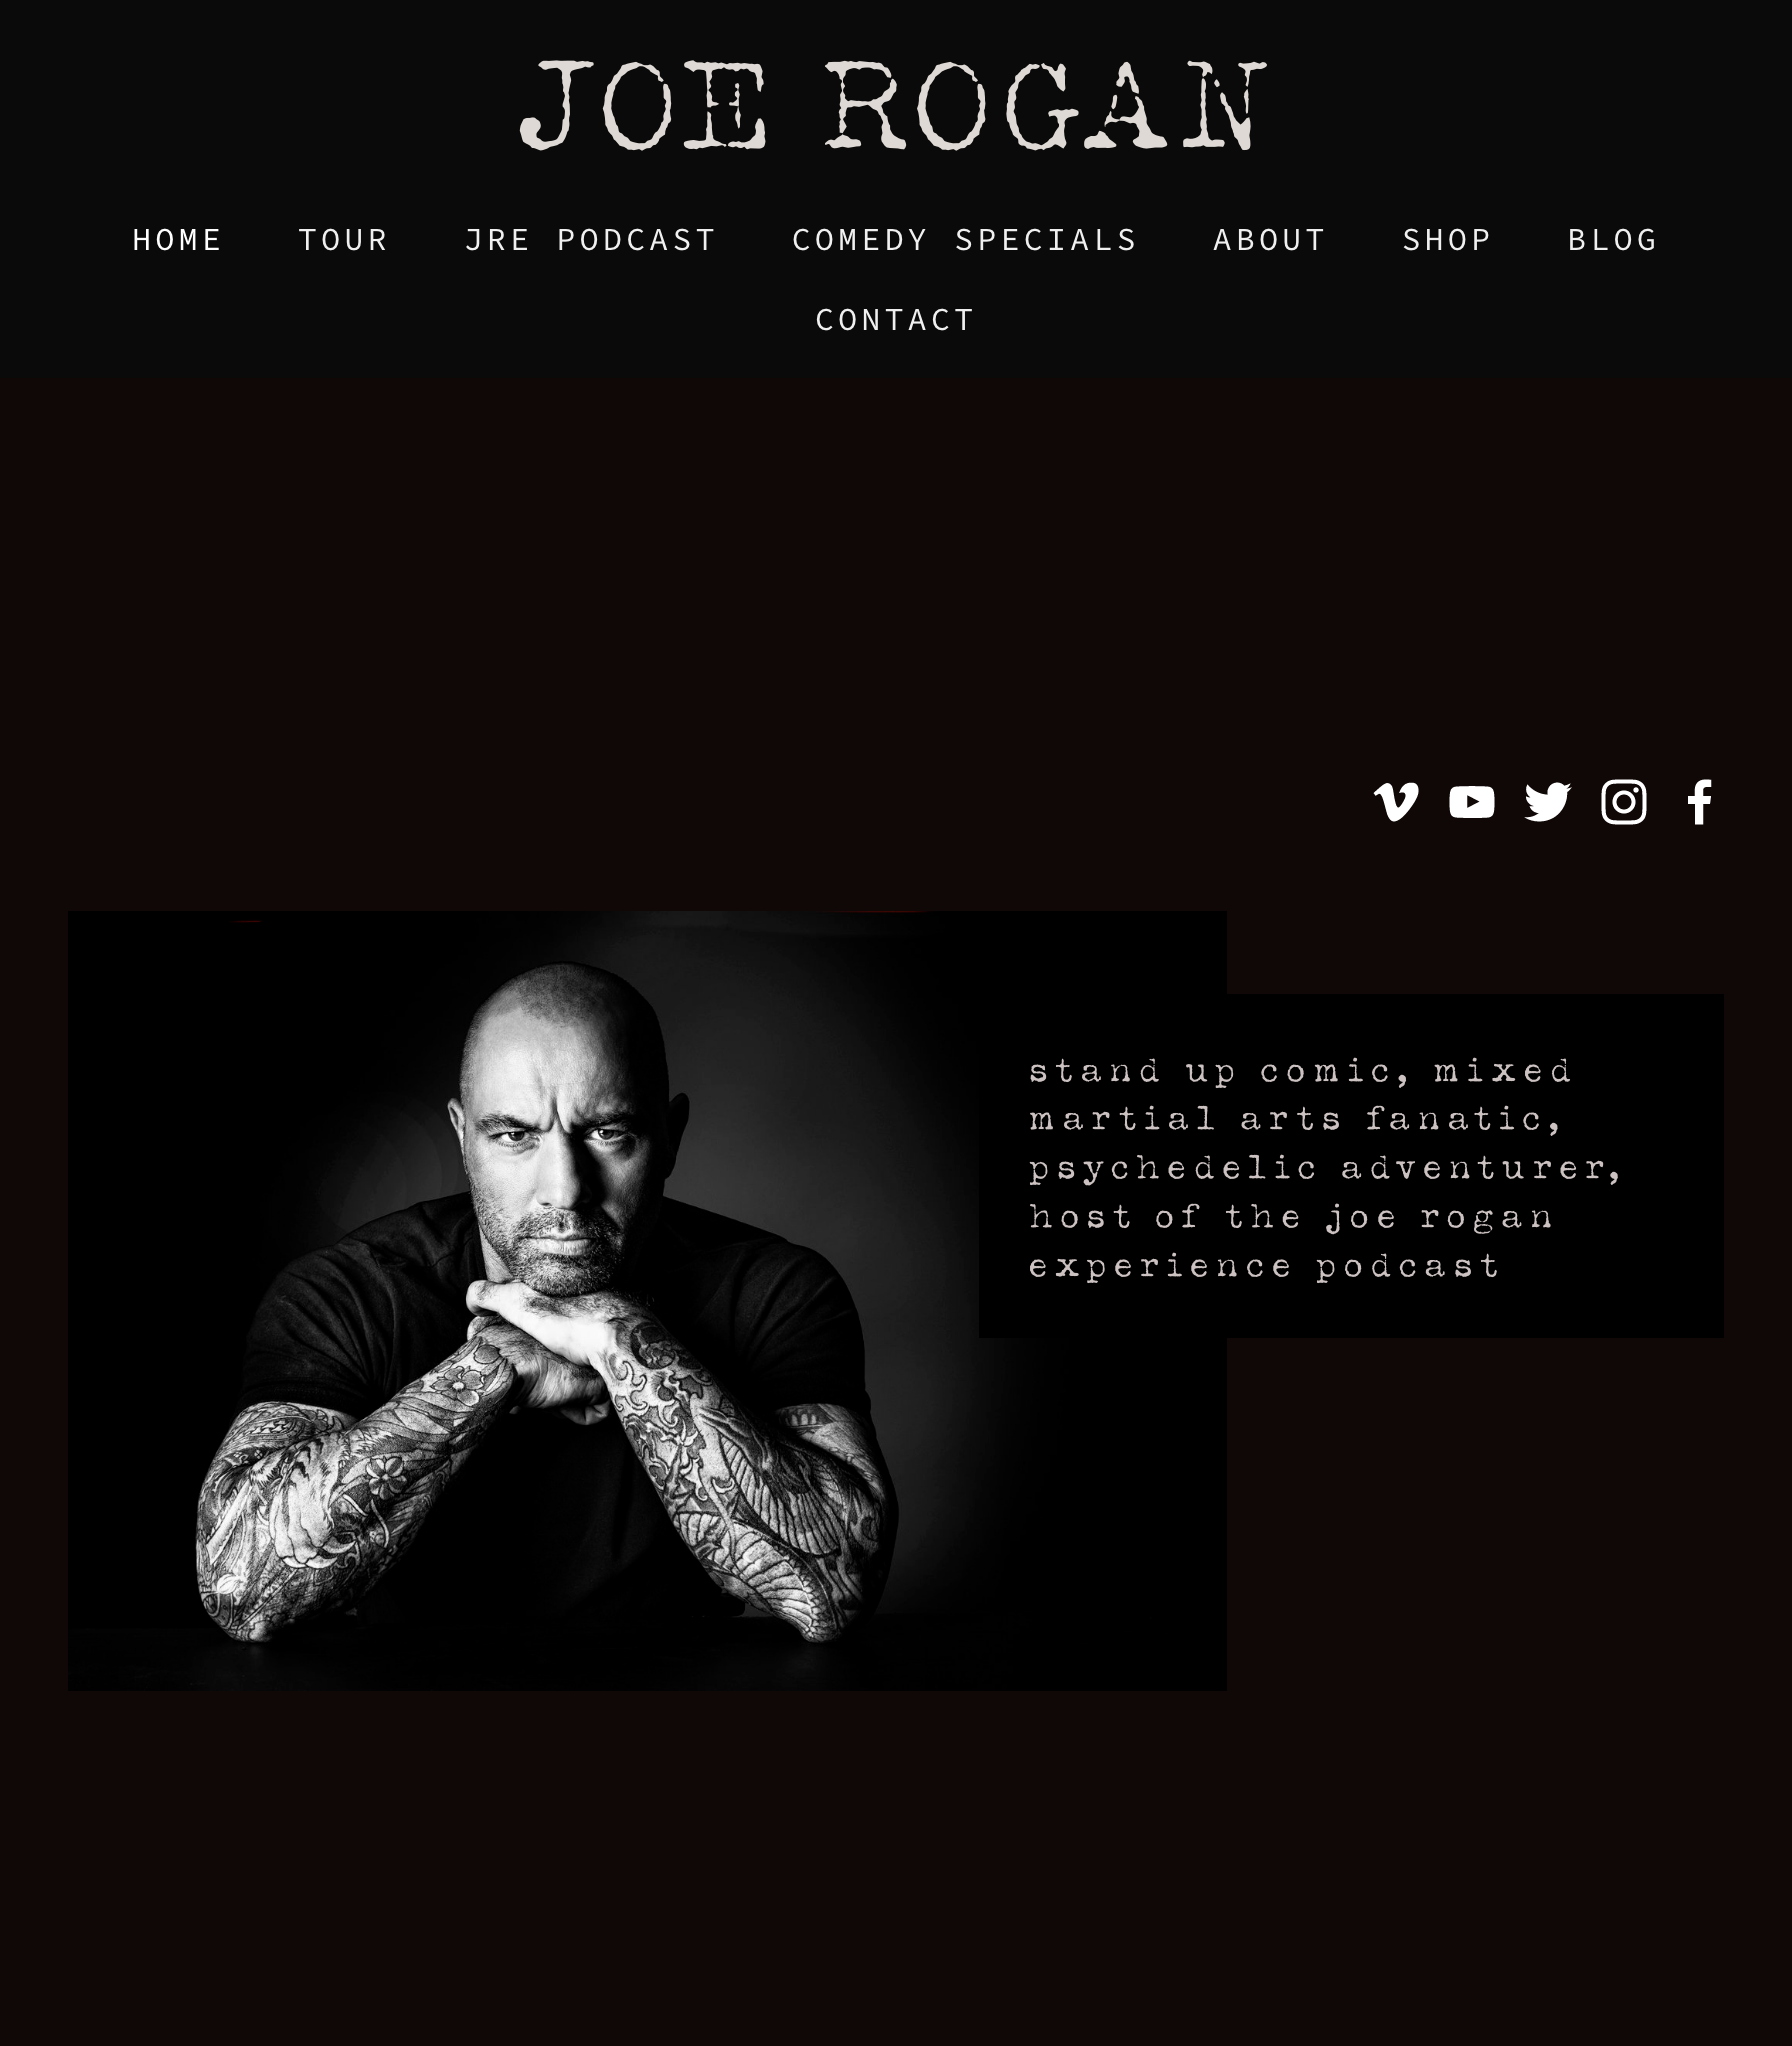 JOE ROGAN
HOME TOUR JRE PODCAST COMEDY SPECIALS ABOUT SHOP BLOG
CONTACT
stand up comic, mixed
martial arts fanatic,
psychedelic adventurer,
host of the joe rogan
experience podcast